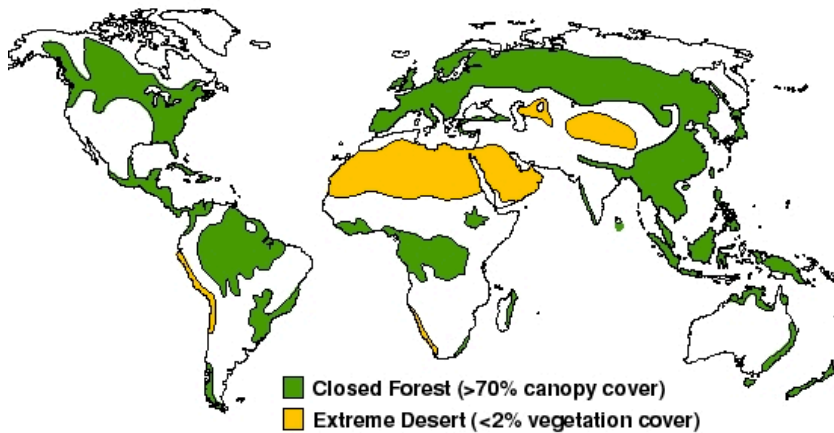 Closed Forest (>70% canopy cover)
Extreme Desert (<2% vegetation cover)